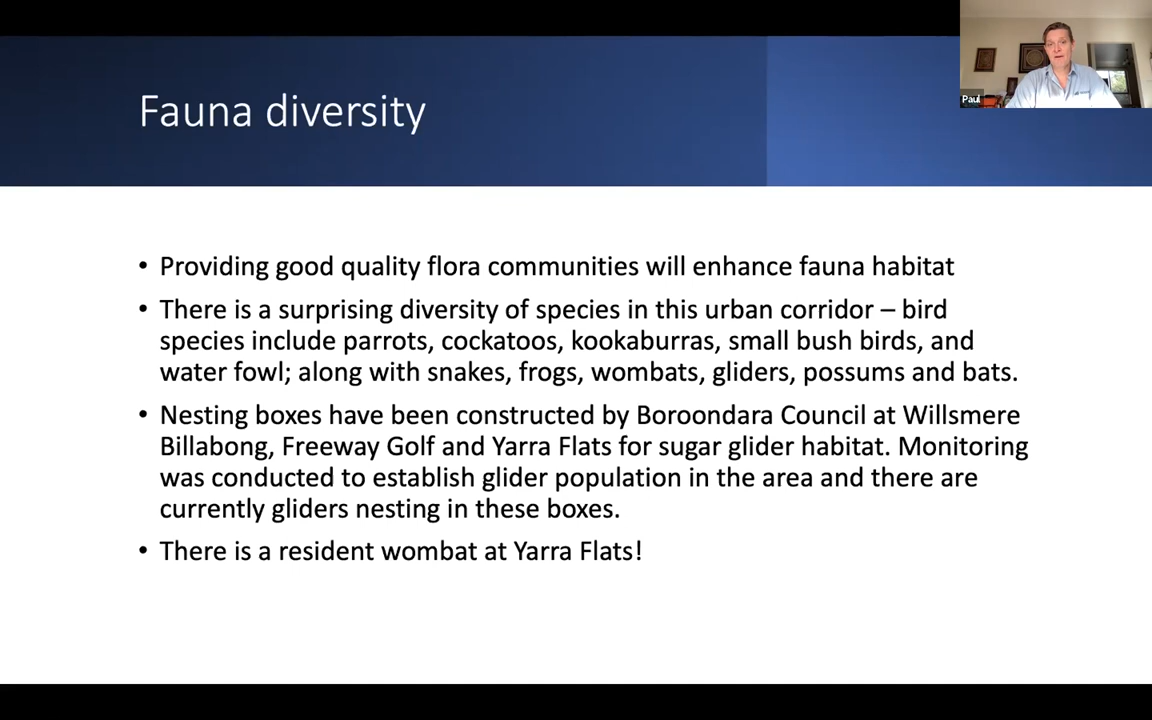 Paul
Fauna diversity
• Providing good quality flora communities will enhance fauna habitat
• There is a surprising diversity of species in this urban corridor – bird
species include parrots, cockatoos, kookaburras, small bush birds, and
water fowl; along with snakes, frogs, wombats, gliders, possums and bats.
• Nesting boxes have been constructed by Boroondara Council at Willsmere
Billabong, Freeway Golf and Yarra Flats for sugar glider habitat. Monitoring
was conducted to establish glider population in the area and there are
currently gliders nesting in these boxes.
• There is a resident wombat at Yarra Flats!